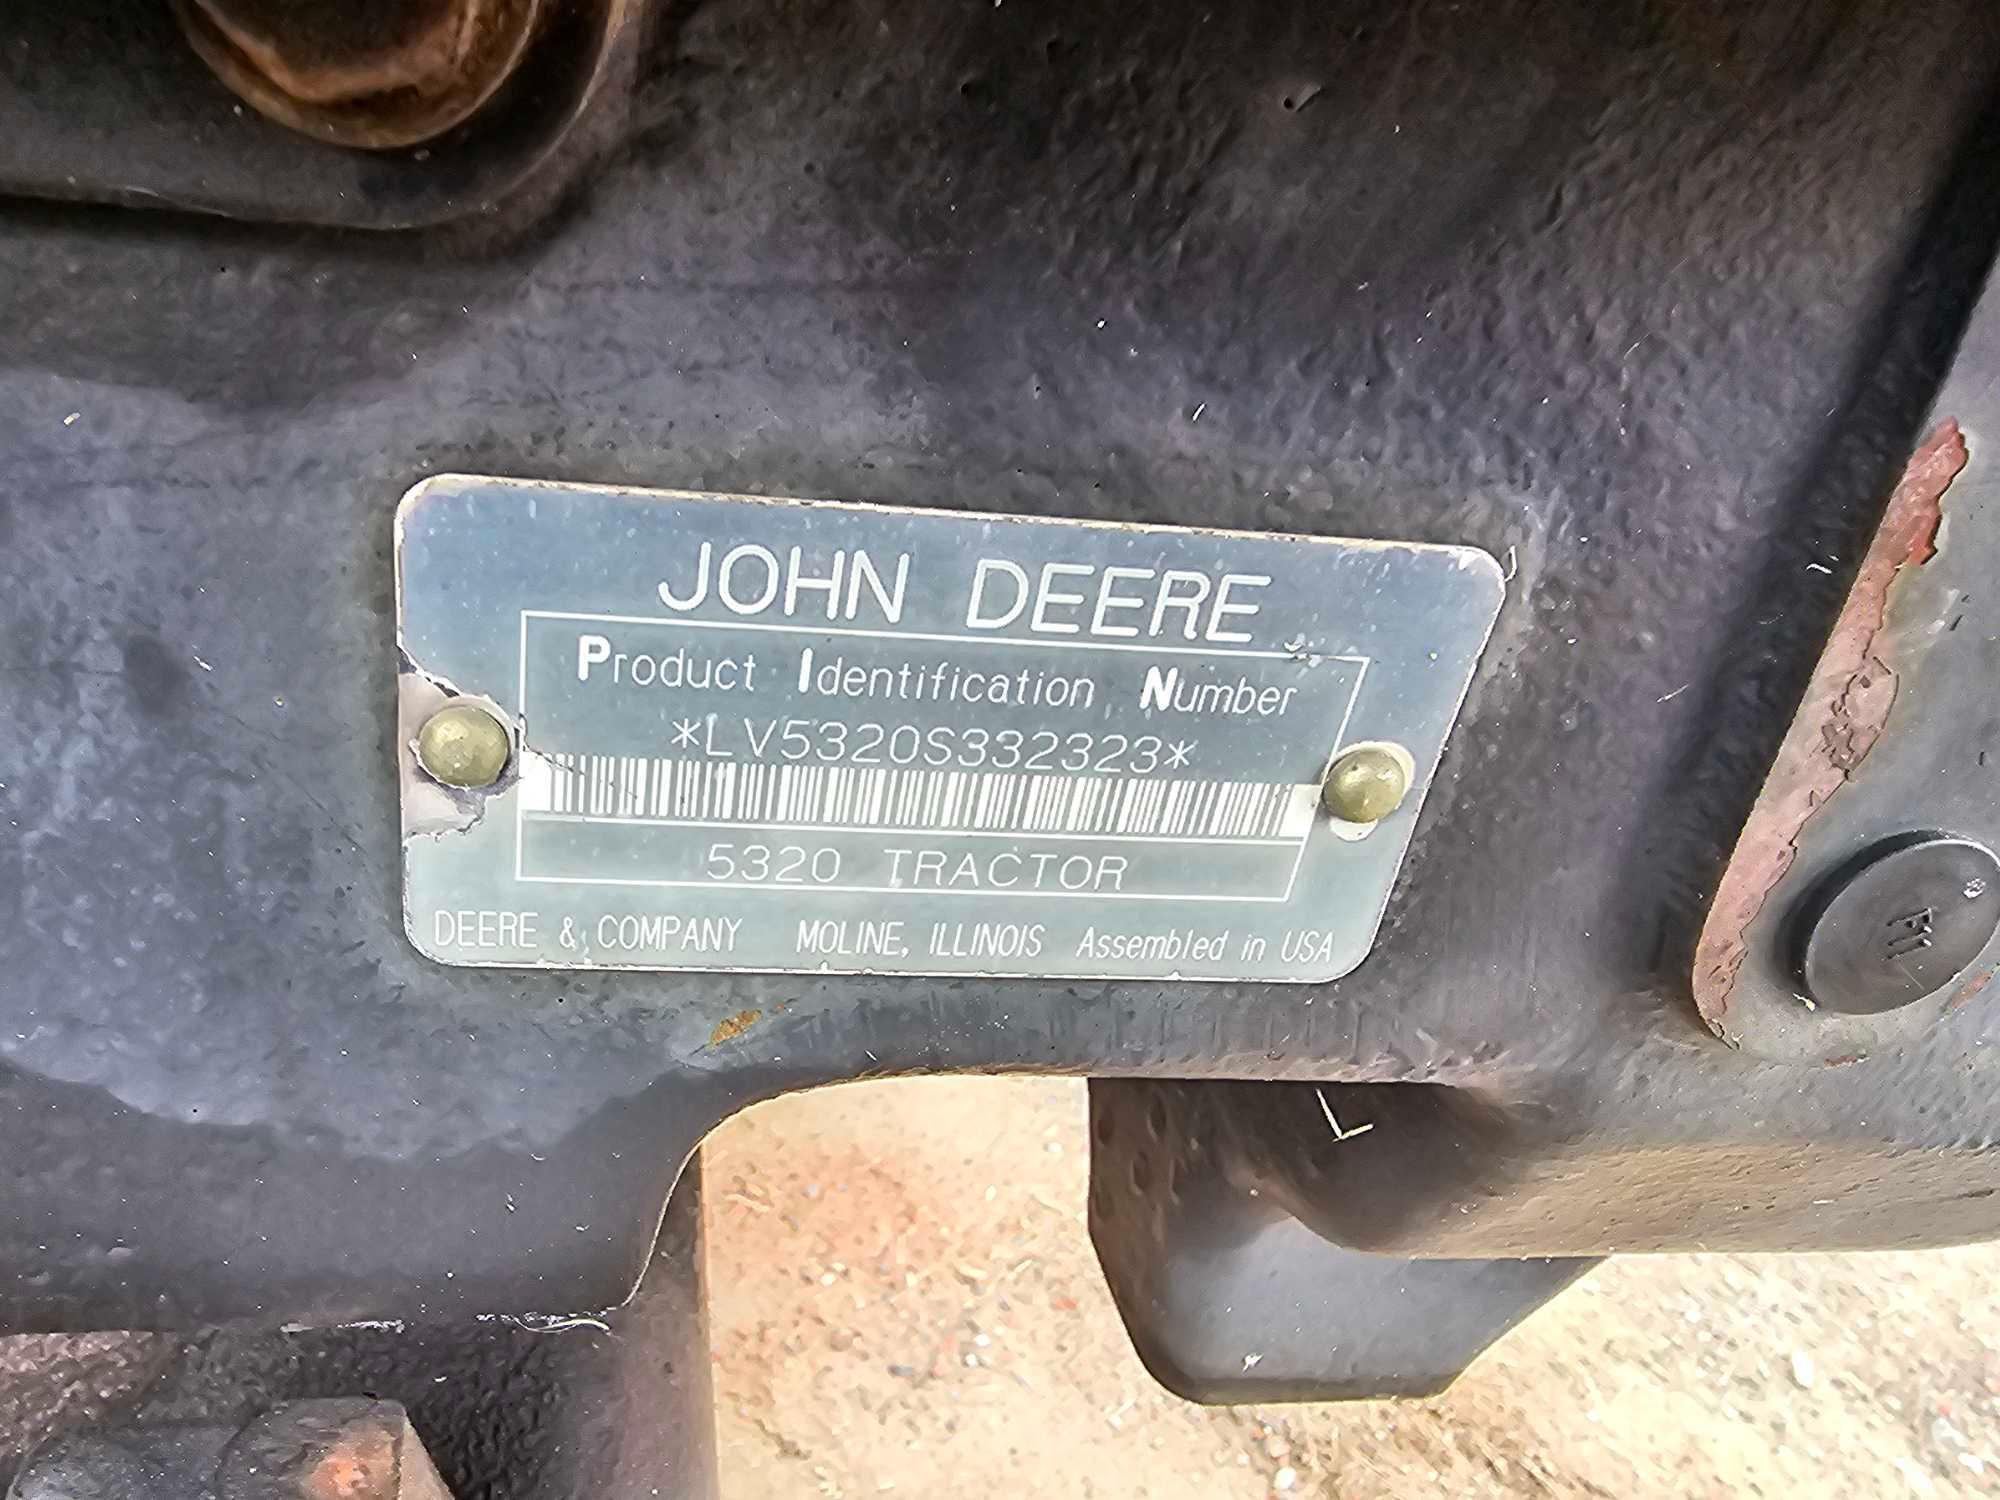 JOHN DEERE
Product Identification Number
*LV5320S332323*
5320 TRACTOR
DEERE & COMPANY MOLINE, ILLINOIS Assembled in USA